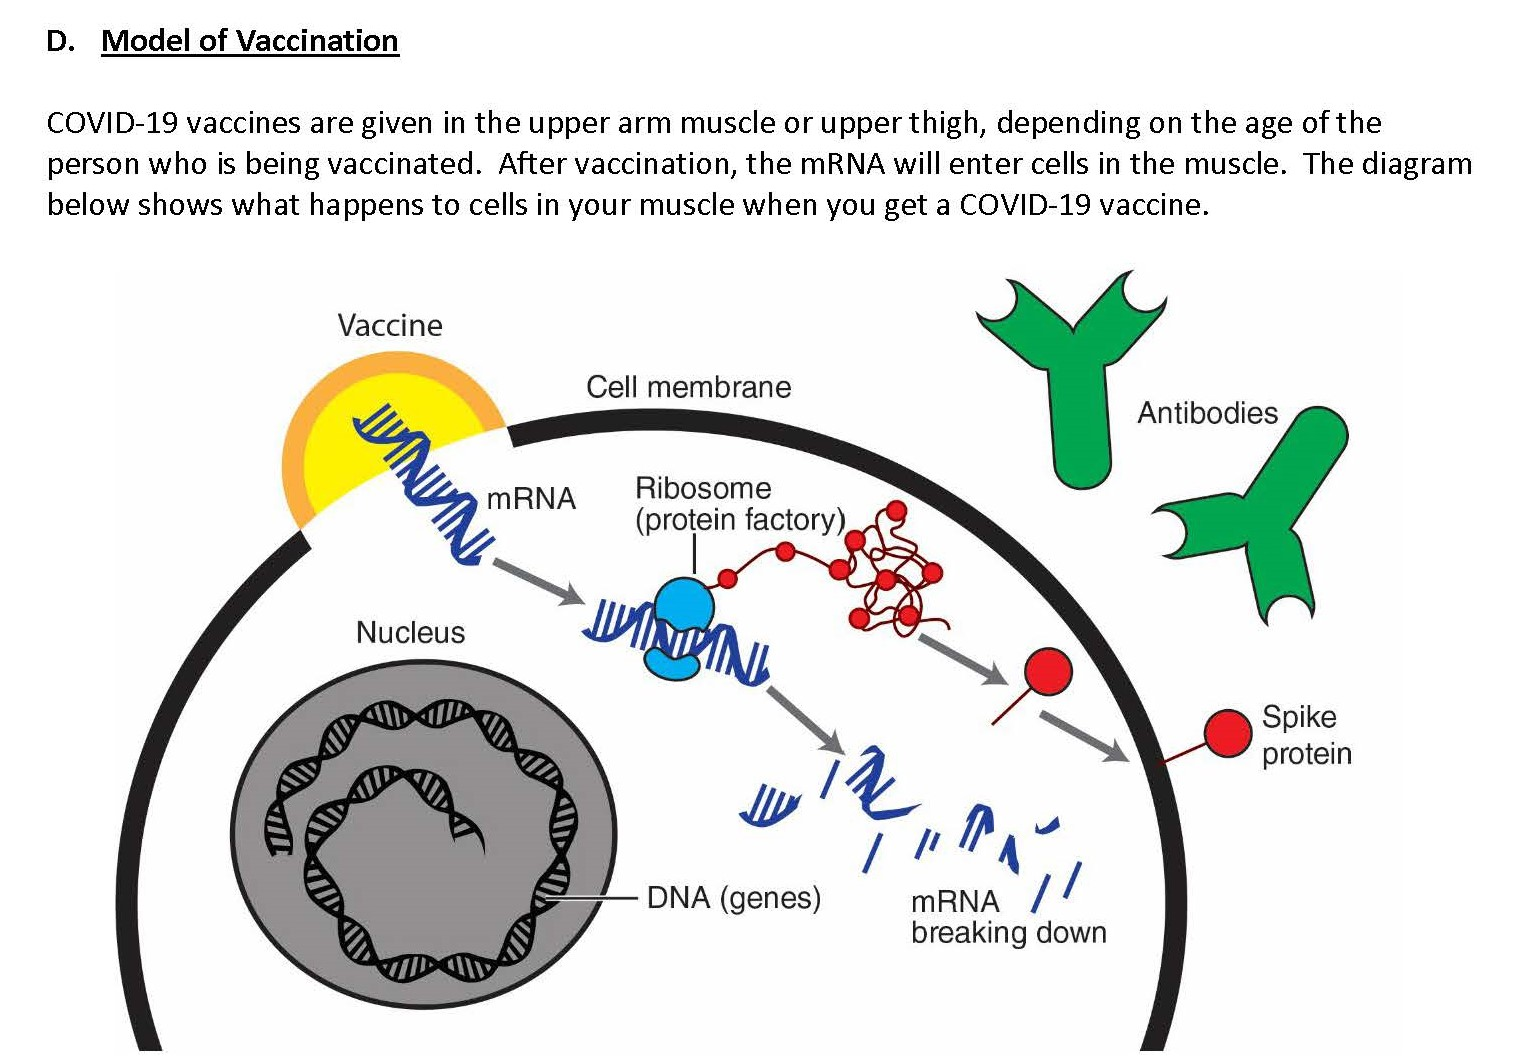 D. Model of Vaccination
COVID-19 vaccines are given in the upper arm muscle or upper thigh, depending on the age of the
person who is being vaccinated.  After vaccination, the mRNA will enter cells in the muscle.  The diagram
below shows what happens to cells in your muscle when you get a COVID-19 vaccine.
Vaccine
Cell membrane
Antibodies
mRNA
Ribosome
(protein factory)
Nucleus
Spike
protein
DNA (genes)
mRNA
breaking down